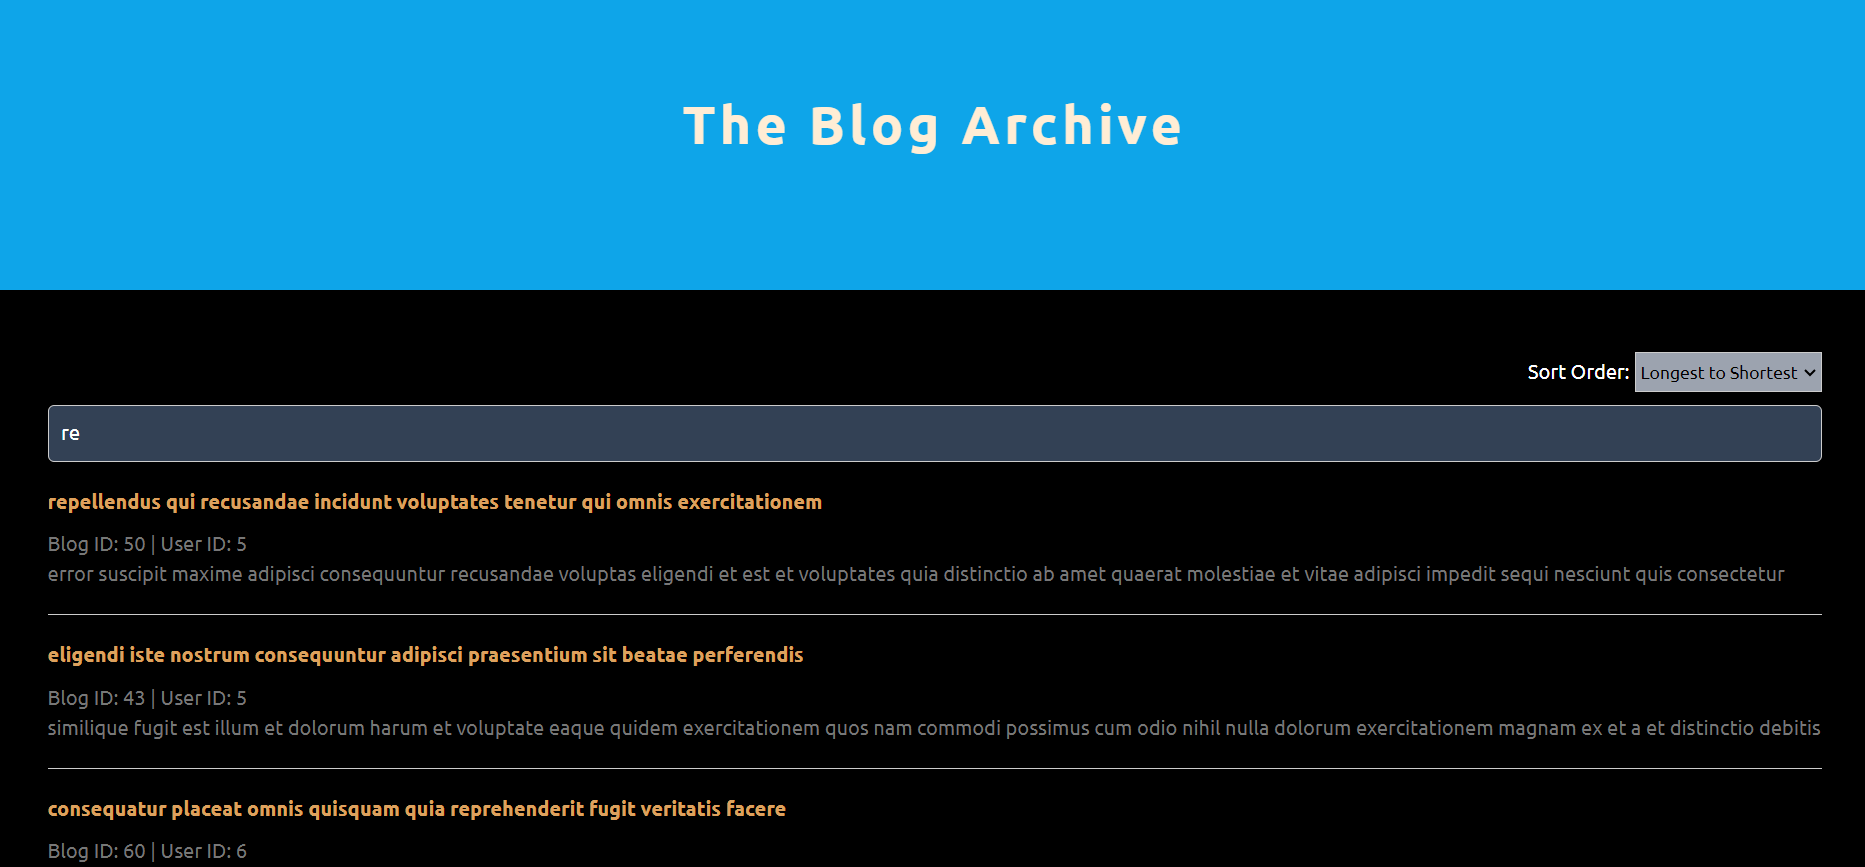 The Blog Archive
Sort Order: Longest to Shortest
re
repellendus qui recusandae incidunt voluptates tenetur qui omnis exercitationem
Blog ID: 50 | User ID: 5
error suscipit maxime adipisci consequuntur recusandae voluptas eligendi et est et voluptates quia distinctio ab amet quaerat molestiae et vitae adipisci impedit sequi nesciunt quis consectetur
eligendi iste nostrum consequuntur adipisci praesentium sit beatae perferendis
Blog ID: 43 | User ID: 5
similique fugit est illum et dolorum harum et voluptate eaque quidem exercitationem quos nam commodi possimus cum odio nihil nulla dolorum exercitationem magnam ex et a et distinctio debitis
consequatur placeat omnis quisquam quia reprehenderit fugit veritatis facere
Blog ID: 60 | User ID: 6